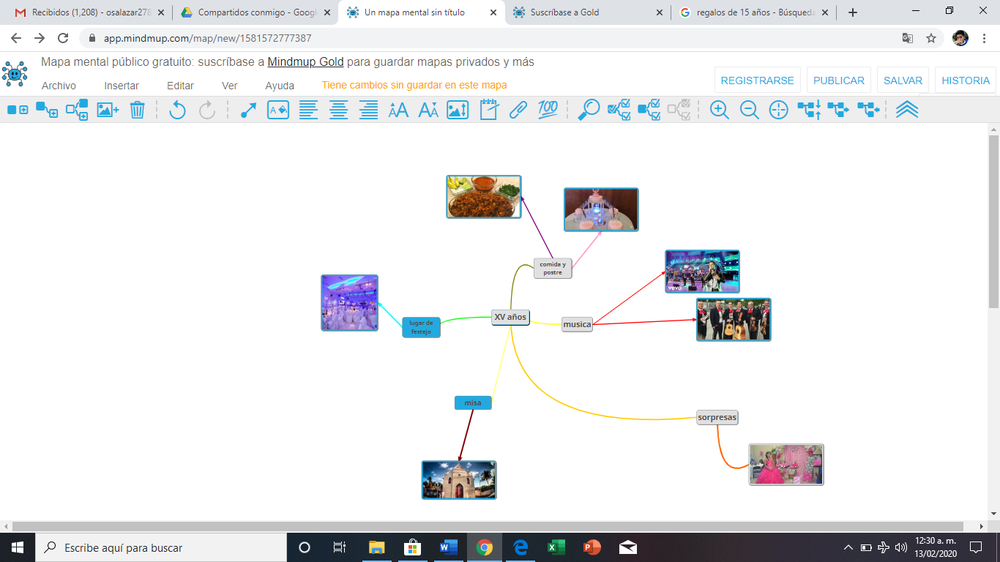 Recibidos (1,208) - osalazar278
Compartidos conmigo - Googl
Un mapa mental sin título
Suscríbase a Gold
regalos de 15 años - Búsqueda
app.mindmup.com/map/new/1581572777387
Mapa mental público gratuito: suscríbase a Mindmup Gold para guardar mapas privados y más
Archivo Insertar Editar Ver Ayuda Tiene cambios sin guardar en este mapa
REGISTRARSE PUBLICAR SALVAR HISTORIA
A A A A A 100
comida y
postre
vevo
XV años
musica
lugar de
festejo
misa
sorpresas
Escribe aquí para buscar
12:30 a. m.
13/02/2020